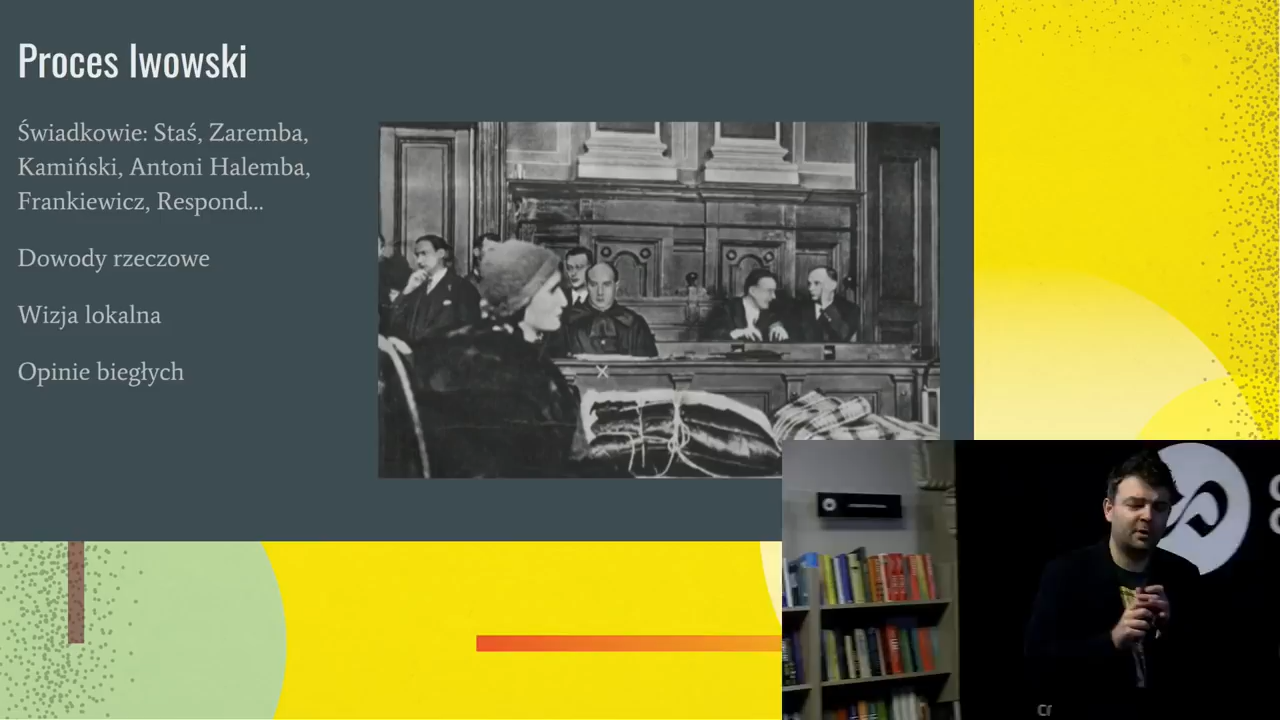 Proces lwowski
Świadkowie: Staś, Zaremba,
Kamiński, Antoni Halemba,
Frankiewicz, Respond...
Dowody rzeczowe
Wizja lokalna
Opinie biegłych